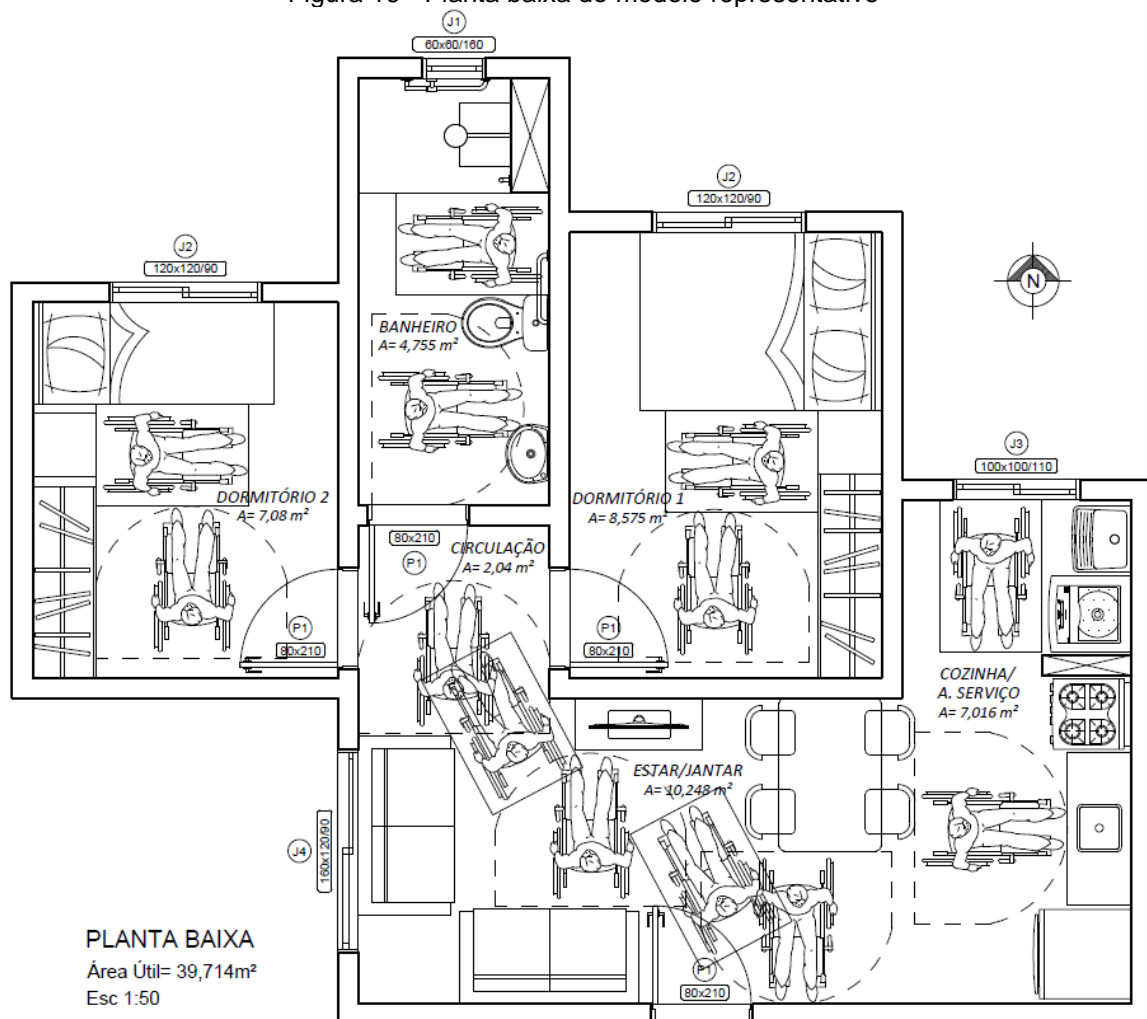 Figura 10 - Planta baixa do modelo representativo
J1
60x60/160
J2
120x120/90
J2
120x120/90
N
BANHEIRO
A= 4,755 m²
J3
100x100/110
DORMITÓRIO 2
A= 7,08 m²
DORMITÓRIO 1
A= 8,575 m²
80x210
P1
CIRCULAÇÃO
A= 2,04 m²
P1
80x210
P1
80x210
COZINHA/
A. SERVIÇO
A= 7,016 m²
ESTAR/JANTAR
A= 10,248 m²
J4
160x120/90
P1
80x210
PLANTA BAIXA
Área Útil= 39,714m²
Esc 1:50